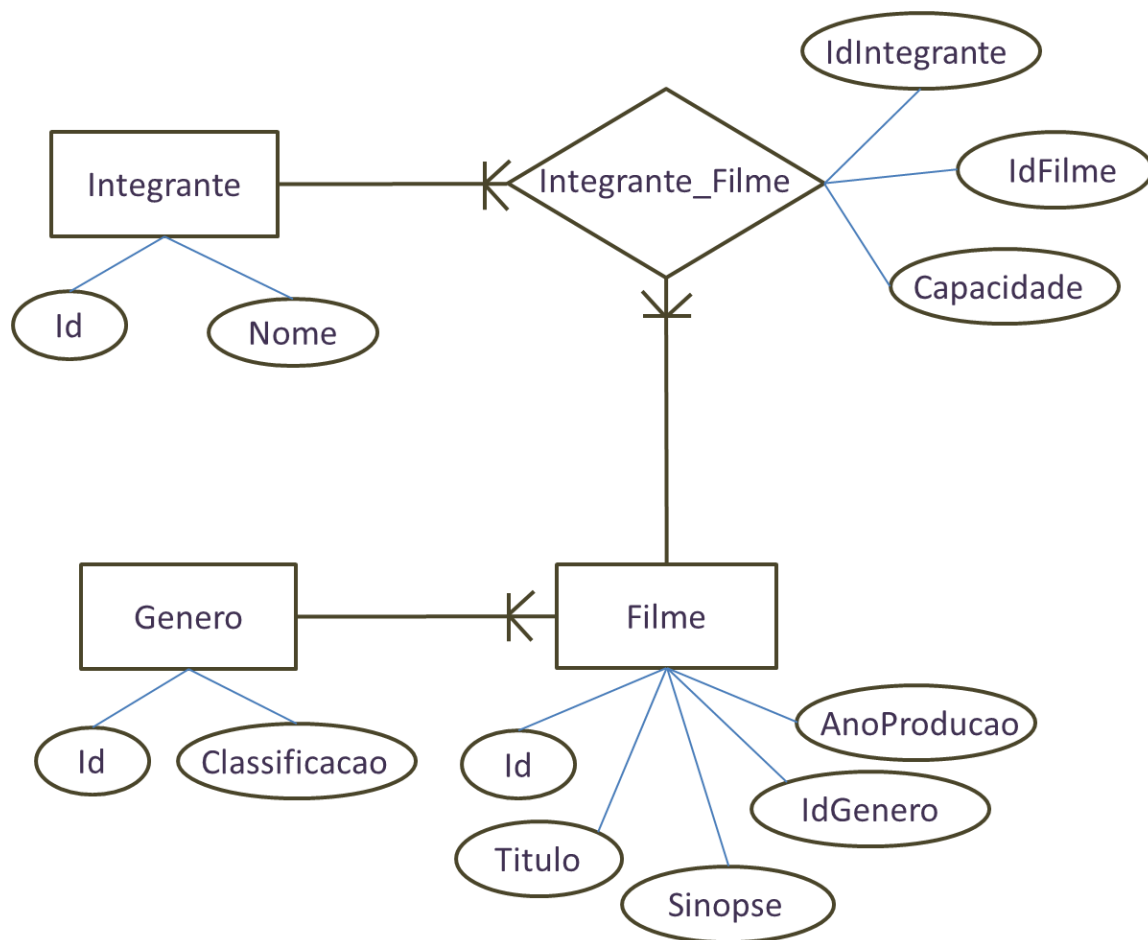 IdIntegrante
Integrante
Integrante_Filme
IdFilme
Capacidade
Id
Nome
Genero
Filme
AnoProducao
Id
Classificacao
Id
IdGenero
Titulo
Sinopse